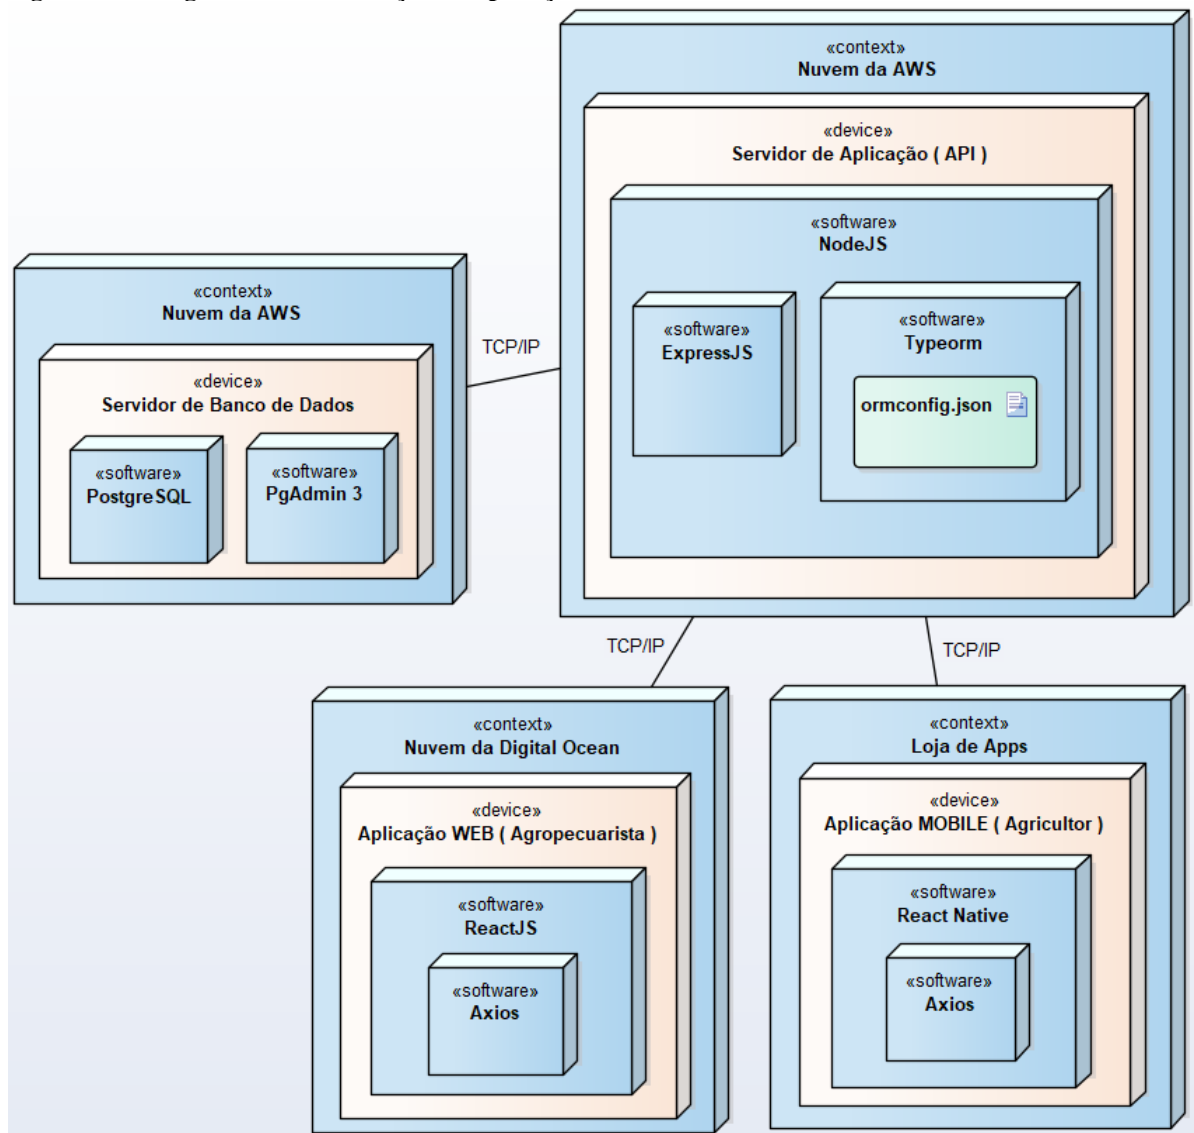 «context»
Nuvem da AWS
«device»
Servidor de Aplicação ( API )
«software»
NodeJS
«software»
ExpressJS
«software»
Typeorm
ormconfig.json
«context»
Nuvem da AWS
«device»
Servidor de Banco de Dados
«software»
PostgreSQL
«software»
PgAdmin 3
TCP/IP
TCP/IP
TCP/IP
«context»
Nuvem da Digital Ocean
«device»
Aplicação WEB ( Agropecuarista )
«software»
ReactJS
«software»
Axios
«context»
Loja de Apps
«device»
Aplicação MOBILE ( Agricultor )
«software»
React Native
«software»
Axios